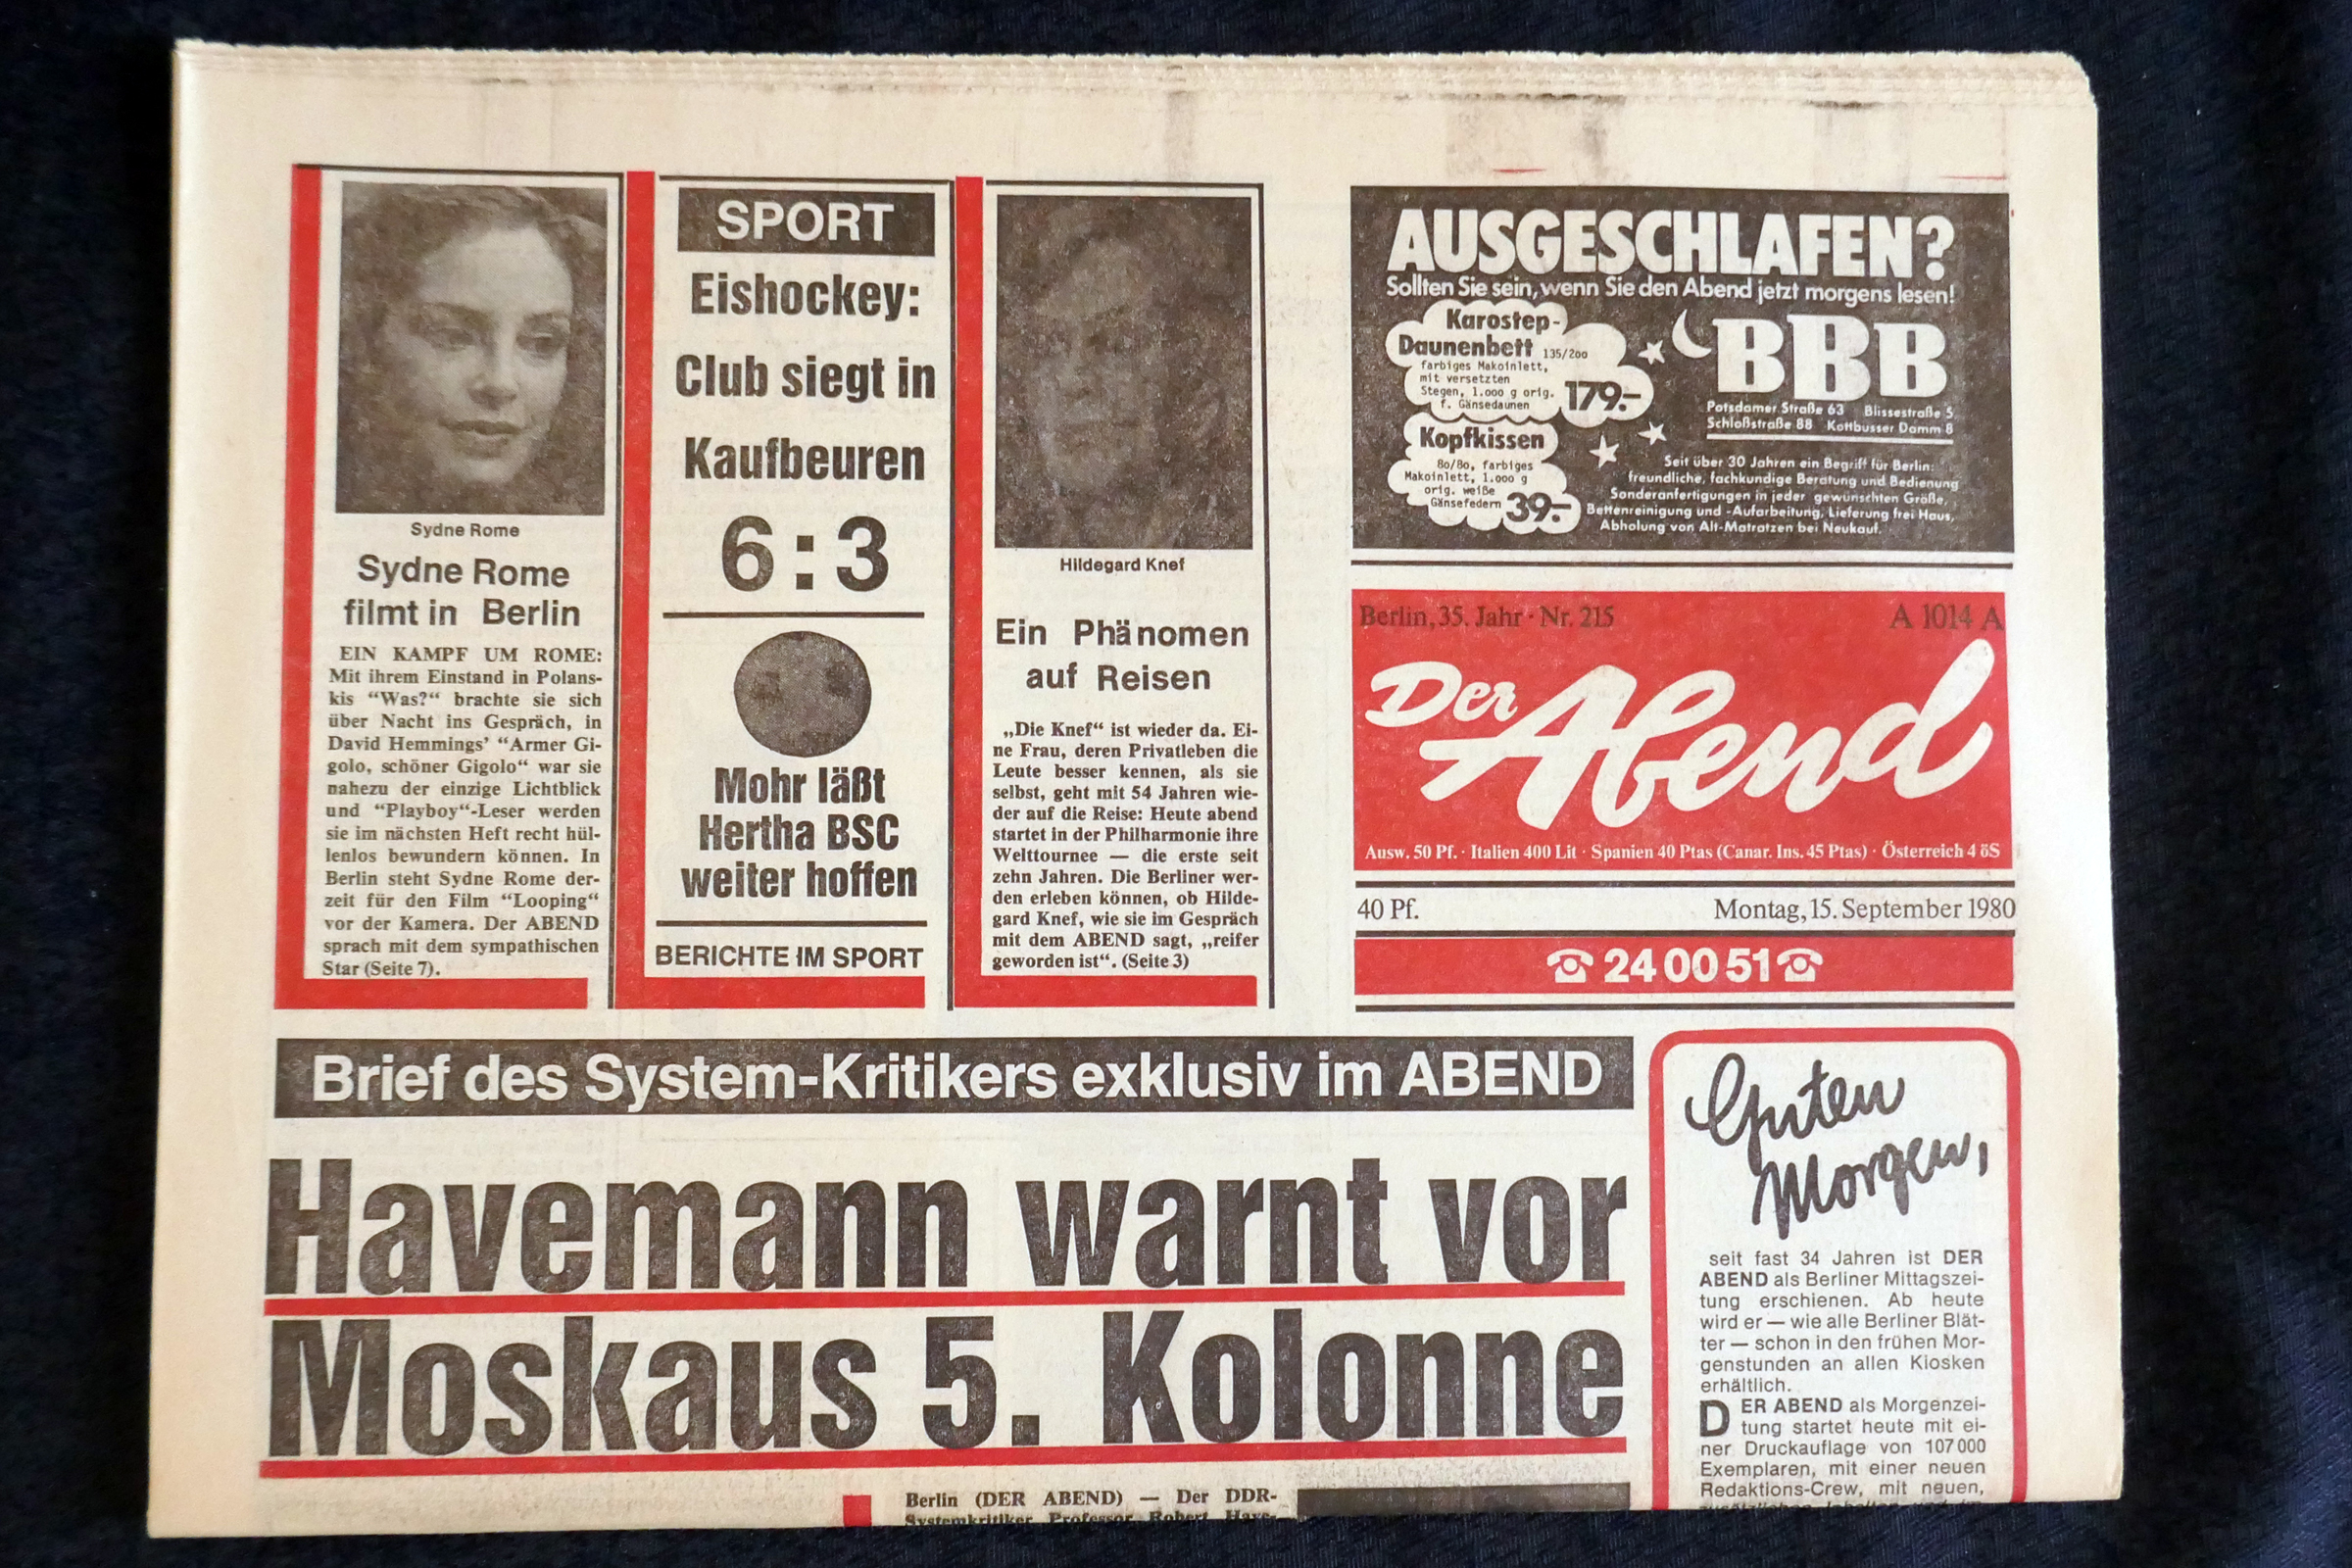 Sydne Rome
Sydne Rome
filmt in Berlin
EIN KAMPF UM ROME:
Mit ihrem Einstand in Polans-
kis “Was?“ brachte sie sich
über Nacht ins Gespräch, in
David Hemmings’ “Armer Gi-
golo, schöner Gigolo“ war sie
nahezu der einzige Lichtblick
und “Playboy“-Leser werden
sie im nächsten Heft recht hül-
lenlos bewundern können. In
Berlin steht Sydne Rome der-
zeit für den Film “Looping“
vor der Kamera. Der ABEND
sprach mit dem sympathischen
Star (Seite 7).
SPORT
Eishockey:
Club siegt in
Kaufbeuren
6:3
Mohr läßt
Hertha BSC
weiter hoffen
BERICHTE IM SPORT
Hildegard Knef
Ein Phänomen
auf Reisen
„Die Knef“ ist wieder da. Ei-
ne Frau, deren Privatleben die
Leute besser kennen, als sie
selbst, geht mit 54 Jahren wie-
der auf die Reise: Heute abend
startet in der Philharmonie ihre
Welttournee — die erste seit
zehn Jahren. Die Berliner wer-
den erleben können, ob Hilde-
gard Knef, wie sie im Gespräch
mit dem ABEND sagt, „reifer
geworden ist“. (Seite 3)
AUSGESCHLAFEN?
Sollten Sie sein, wenn Sie den Abend jetzt morgens lesen!
Karostep-
Daunenbett 135/200
farbiges Makoinlett,
mit versetzten
Stegen, 1.000 g orig.
f. Gänsedaunen
179.-
Kopfkissen
80/80, farbiges
Makoinlett, 1.000 g
orig. weiße
Gänsefedern
39.-
BBB
Potsdamer Straße 63 Blissestraße 5
Schloßstraße 88 Kottbusser Damm 8
Seit über 30 Jahren ein Begriff für Berlin:
freundliche, fachkundige Beratung und Bedienung
Sonderanfertigungen in jeder gewünschten Größe,
Bettenreinigung und -Aufarbeitung, Lieferung frei Haus,
Abholung von Alt-Matratzen bei Neukauf.
Berlin, 35. Jahr · Nr. 215 A 1014 A
Der Abend
Ausw. 50 Pf. · Italien 400 Lit · Spanien 40 Ptas (Canar. Ins. 45 Ptas) · Österreich 4 öS
40 Pf. Montag, 15. September 1980
☎ 24 00 51 ☎
Brief des System-Kritikers exklusiv im ABEND
Havemann warnt vor
Moskaus 5. Kolonne
Berlin (DER ABEND) — Der DDR-
Systemkritiker Professor Robert Have-
Guten
Morgen,
seit fast 34 Jahren ist DER
ABEND als Berliner Mittagszei-
tung erschienen. Ab heute
wird er — wie alle Berliner Blät-
ter — schon in den frühen Mor-
genstunden an allen Kiosken
erhältlich.
DER ABEND als Morgenzei-
tung startet heute mit ei-
ner Druckauflage von 107 000
Exemplaren, mit einer neuen
Redaktions-Crew, mit neuen,